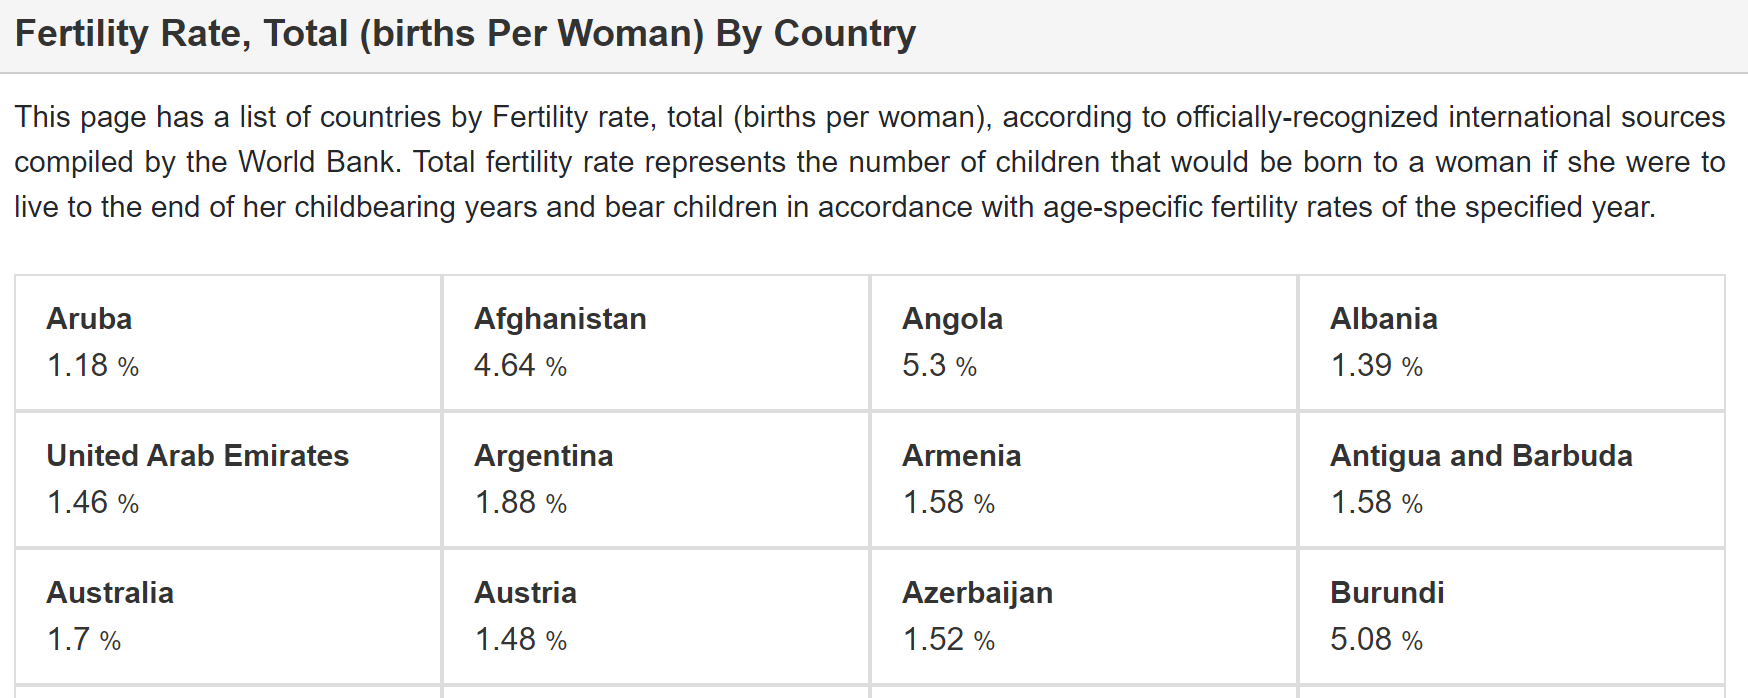 Fertility Rate, Total (births Per Woman) By Country
This page has a list of countries by Fertility rate, total (births per woman), according to officially-recognized international sources
compiled by the World Bank. Total fertility rate represents the number of children that would be born to a woman if she were to
live to the end of her childbearing years and bear children in accordance with age-specific fertility rates of the specified year.
Aruba
1.18 %
Afghanistan
4.64 %
Angola
5.3 %
Albania
1.39 %
United Arab Emirates
1.46 %
Argentina
1.88 %
Armenia
1.58 %
Antigua and Barbuda
1.58 %
Australia
1.7 %
Austria
1.48 %
Azerbaijan
1.52 %
Burundi
5.08 %